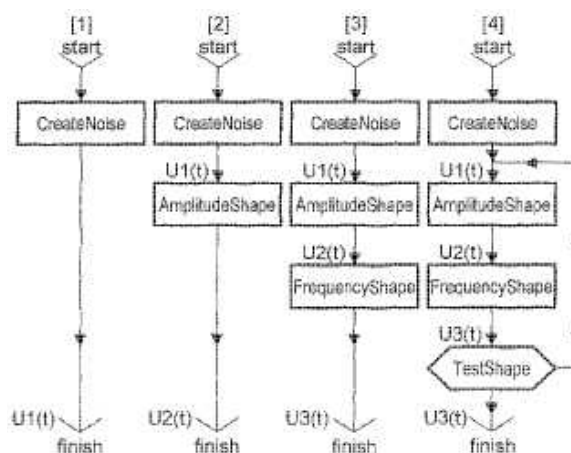 [1] [2] [3] [4]
start start start start
CreateNoise CreateNoise CreateNoise CreateNoise
U1(t) U1(t) U1(t)
AmplitudeShape AmplitudeShape AmplitudeShape
U2(t) U2(t)
FrequencyShape FrequencyShape
U3(t)
TestShape
U1(t) U2(t) U3(t) U3(t)
finish finish finish finish